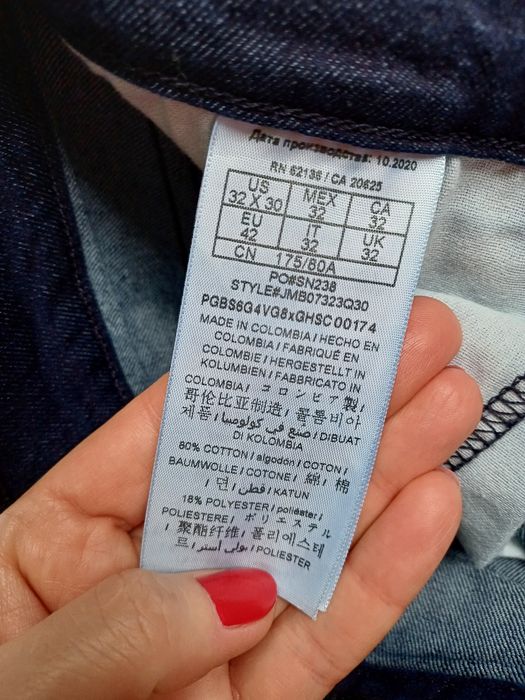 Дата производства: 10.2020
RN 62136 / CA 20625
US 32 X 30 MEX 32 CA 32
EU 42 IT 32 UK 32
CN 175/80A
PO#SN238
STYLE#JMB07323Q30
PGBS6G4VG8xGHSC00174
MADE IN COLOMBIA / HECHO EN
COLOMBIA / FABRIQUÉ EN
COLOMBIE / HERGESTELLT IN
KOLUMBIEN / FABBRICATO IN
COLOMBIA / コロンビア製 /
哥伦比亚制造 / 콜롬비아
제품 / صنع في كولومبيا / DIBUAT
DI KOLOMBIA
80% COTTON / algodón / COTON /
BAUMWOLLE / COTONE / 綿 / 棉
/ 면 / قطن / KATUN
18% POLYESTER / poliéster /
POLIESTERE / ポリエステル
/ 聚酯纤维 / 폴리에스테
르 / بولي أستر / POLIESTER